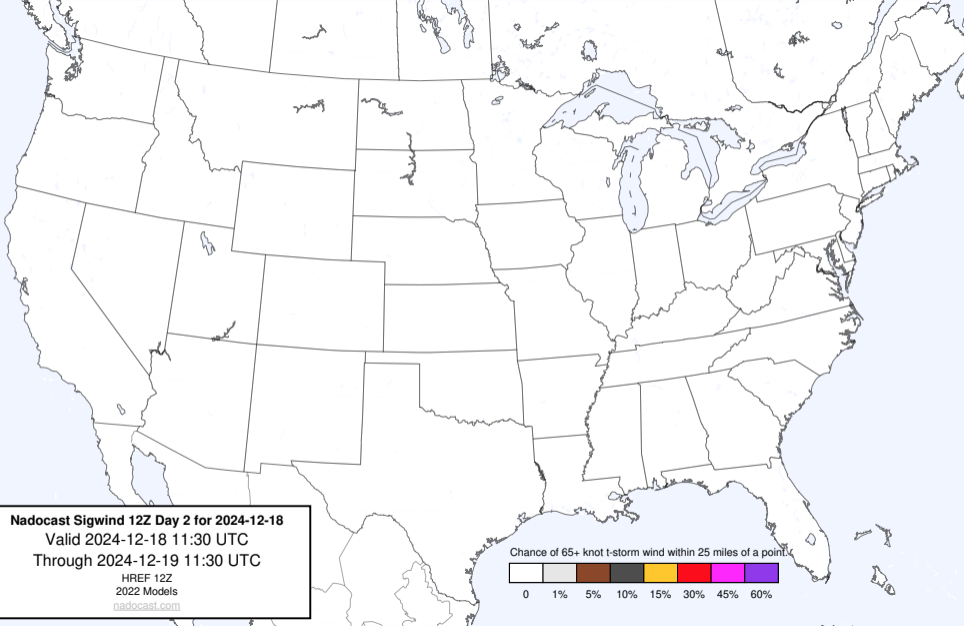 Nadocast Sigwind 12Z Day 2 for 2024-12-18
Valid 2024-12-18 11:30 UTC
Through 2024-12-19 11:30 UTC
HREF 12Z
2022 Models
nadocast.com
Chance of 65+ knot t-storm wind within 25 miles of a point.
0 1% 5% 10% 15% 30% 45% 60%